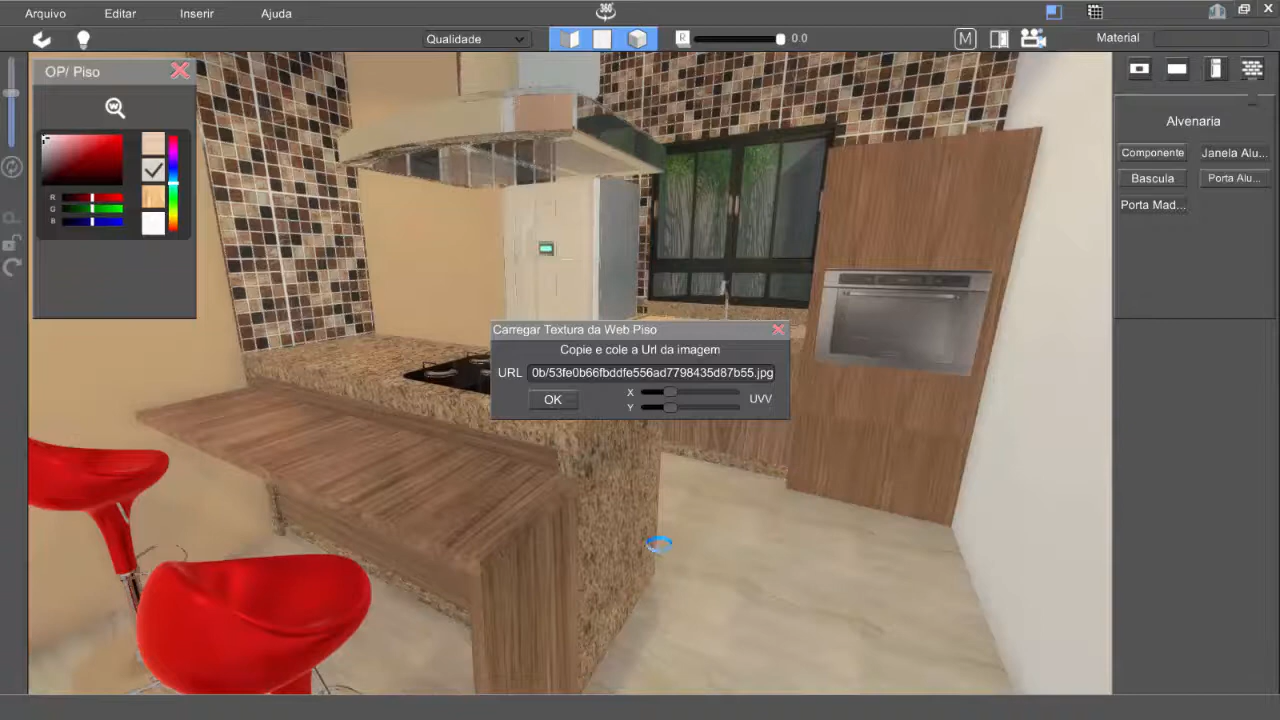 Arquivo Editar Inserir Ajuda 360°
Qualidade R 0.0 M Material
OP/ Piso
W
R
G
B
Alvenaria
Componente Janela Alu...
Bascula Porta Alu...
Porta Mad...
Carregar Textura da Web Piso
Copie e cole a Url da imagem
URL 0b/53fe0b66fbddfe556ad7798435d87b55.jpg
OK X UVV
Y